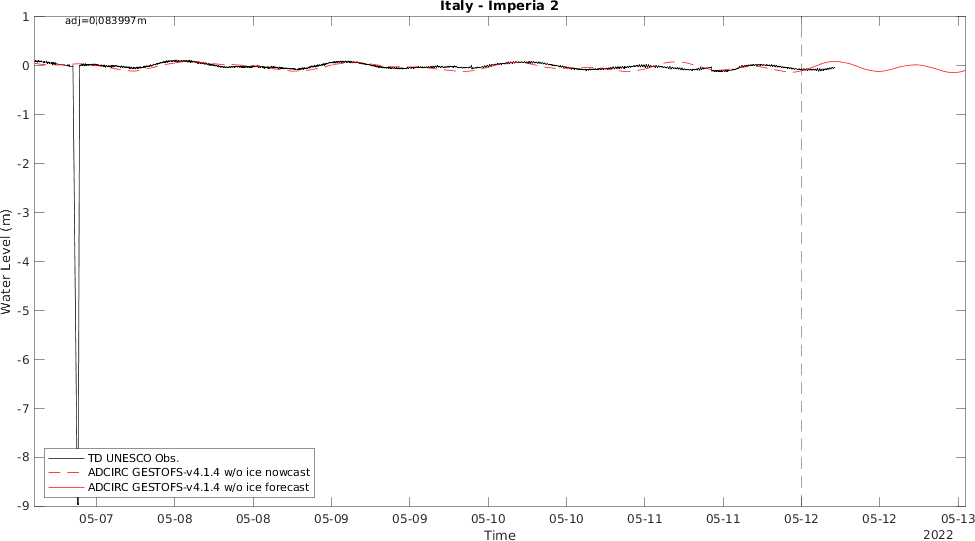 Italy - Imperia 2
adj=0.083997m
1
0
-1
-2
-3
-4
-5
-6
-7
-8
-9
Water Level (m)
TD UNESCO Obs.
ADCIRC GESTOFS-v4.1.4 w/o ice nowcast
ADCIRC GESTOFS-v4.1.4 w/o ice forecast
05-07 05-08 05-08 05-09 05-09 05-10 05-10 05-11 05-11 05-12 05-12 05-13
Time
2022